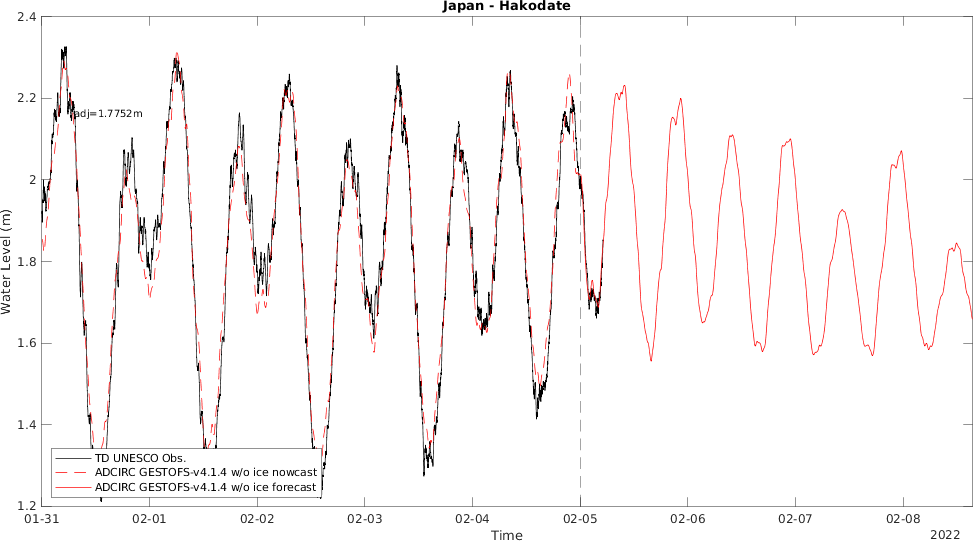 Japan - Hakodate
2.4
2.2
adj=1.7752m
2
1.8
1.6
1.4
1.2
Water Level (m)
TD UNESCO Obs.
ADCIRC GESTOFS-v4.1.4 w/o ice nowcast
ADCIRC GESTOFS-v4.1.4 w/o ice forecast
01-31 02-01 02-02 02-03 02-04 02-05 02-06 02-07 02-08
Time
2022